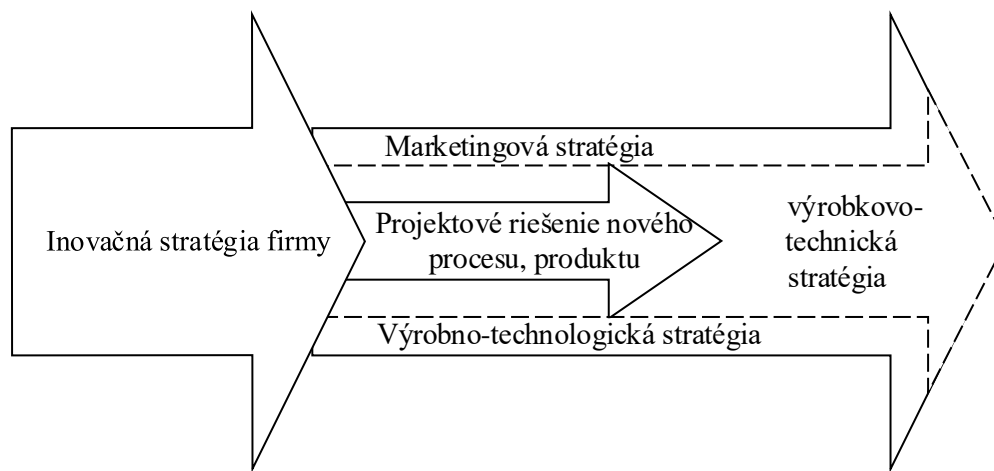 Inovačná stratégia firmy
Marketingová stratégia
Projektové riešenie nového
procesu, produktu
Výrobno-technologická stratégia
výrobkovo-
technická
stratégia